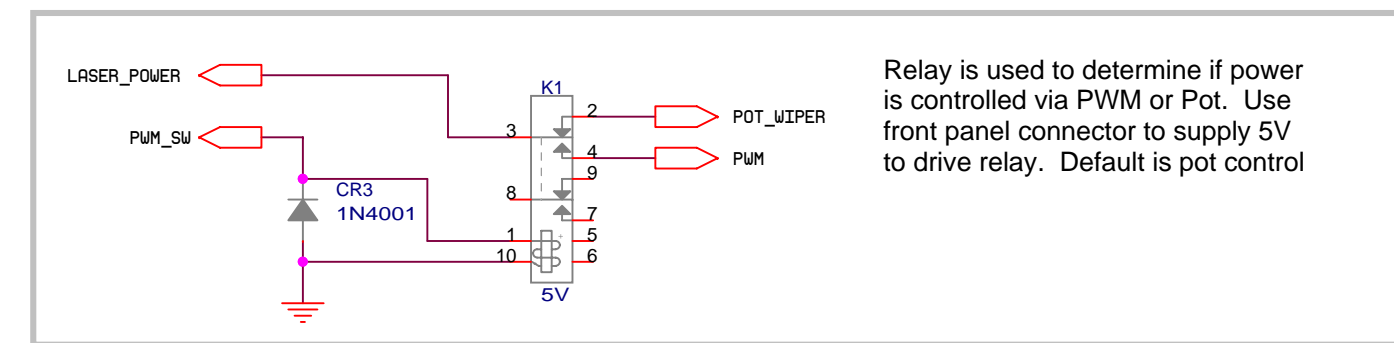 LASER_POWER
PWM_SW
CR3
1N4001
K1
3
8
1
10
2
4
9
7
5
6
+
5V
POT_WIPER
PWM
Relay is used to determine if power
is controlled via PWM or Pot. Use
front panel connector to supply 5V
to drive relay. Default is pot control